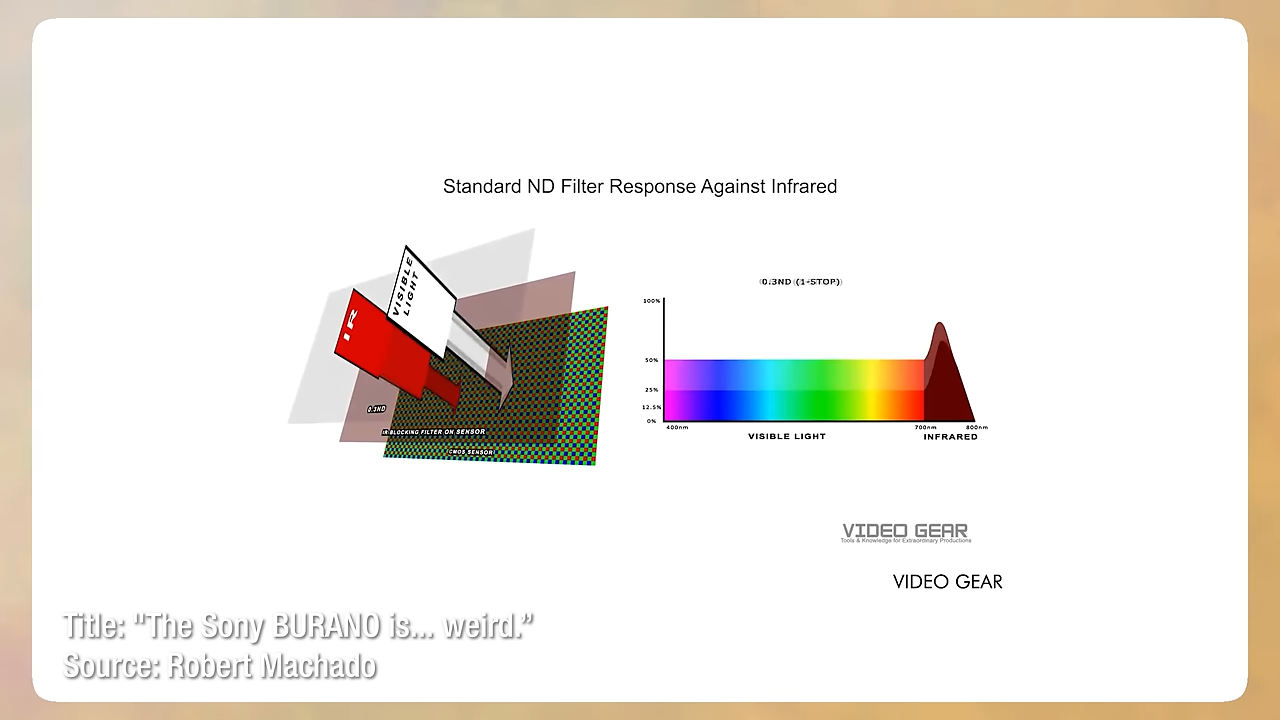 Standard ND Filter Response Against Infrared
VISIBLE
LIGHT
IR
0.3ND
IR BLOCKING FILTER ON SENSOR
CMOS SENSOR
0.3ND (1-STOP)
100%
50%
25%
12.5%
0%
400nm
700nm
800nm
VISIBLE LIGHT
INFRARED
VIDEO GEAR
Tools & Knowledge for Extraordinary Productions
VIDEO GEAR
Title: "The Sony BURANO is... weird.”
Source: Robert Machado